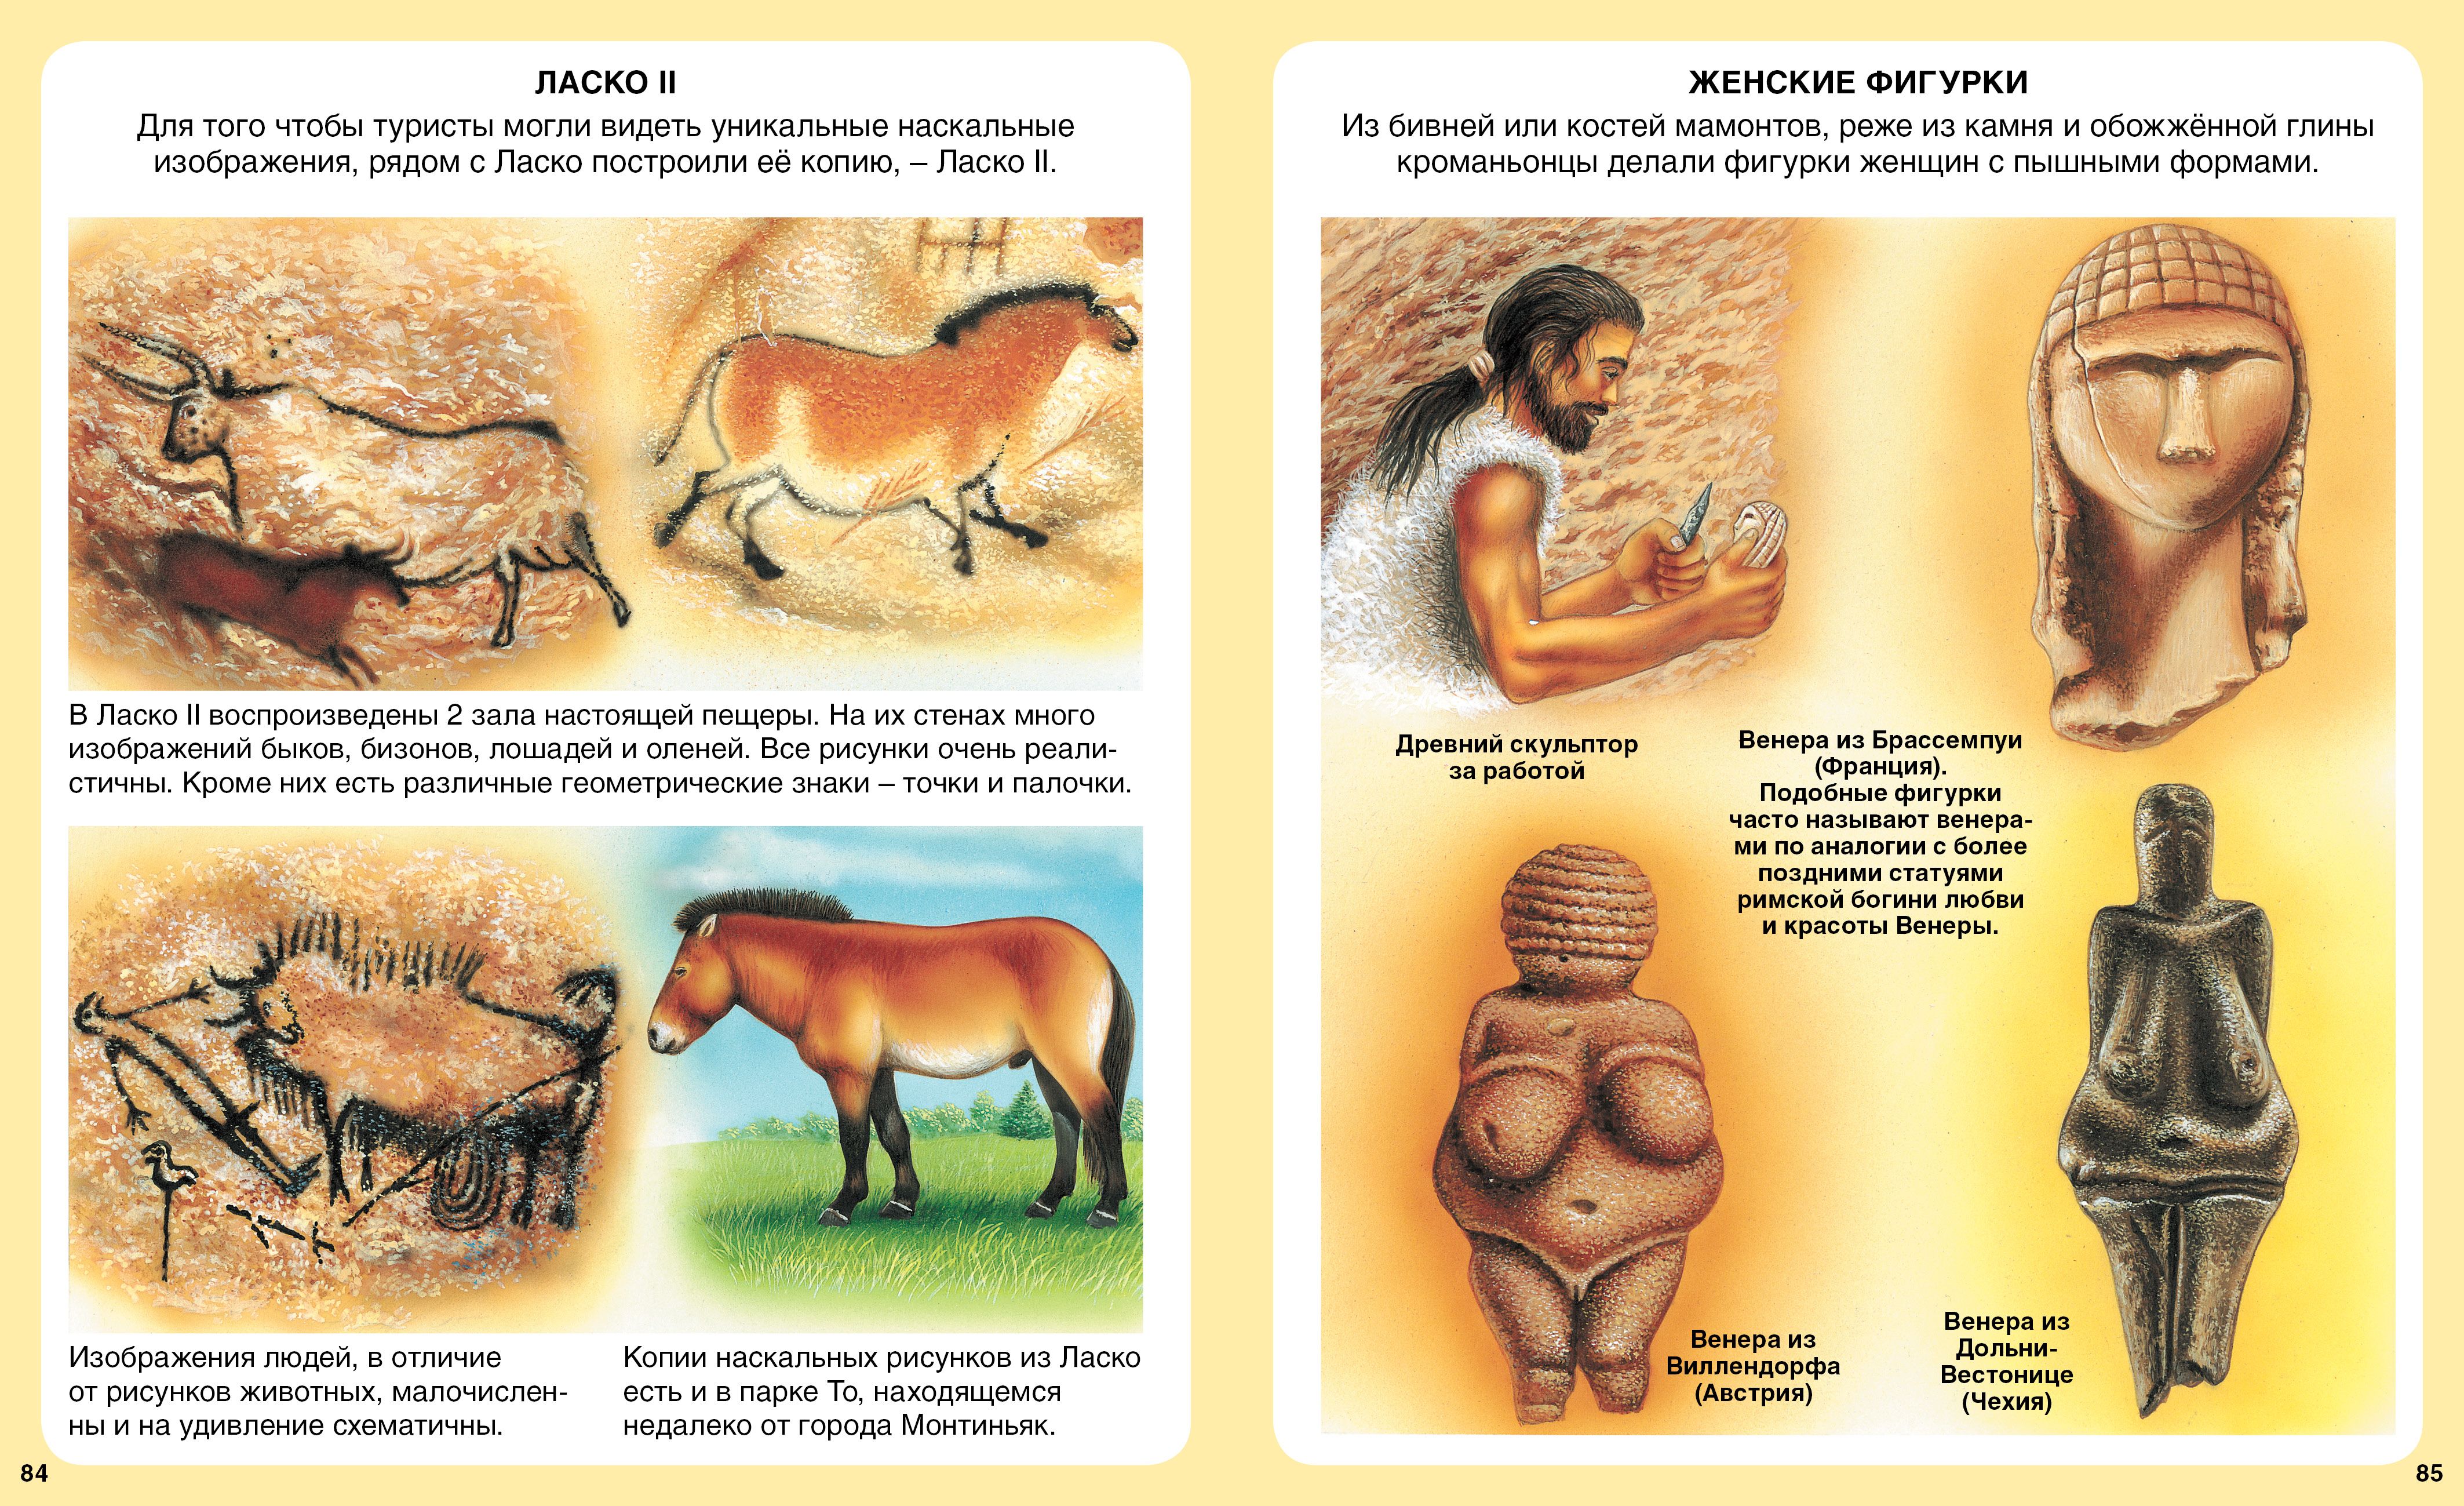 ЛАСКО II
Для того чтобы туристы могли видеть уникальные наскальные
изображения, рядом с Ласко построили её копию, – Ласко II.
В Ласко II воспроизведены 2 зала настоящей пещеры. На их стенах много
изображений быков, бизонов, лошадей и оленей. Все рисунки очень реали-
стичны. Кроме них есть различные геометрические знаки – точки и палочки.
Изображения людей, в отличие
от рисунков животных, малочислен-
ны и на удивление схематичны.
Копии наскальных рисунков из Ласко
есть и в парке То, находящемся
недалеко от города Монтиньяк.
84
ЖЕНСКИЕ ФИГУРКИ
Из бивней или костей мамонтов, реже из камня и обожжённой глины
кроманьонцы делали фигурки женщин с пышными формами.
Древний скульптор
за работой
Венера из Брассемпуи
(Франция).
Подобные фигурки
часто называют венера-
ми по аналогии с более
поздними статуями
римской богини любви
и красоты Венеры.
Венера из
Виллендорфа
(Австрия)
Венера из
Дольни-
Вестонице
(Чехия)
85